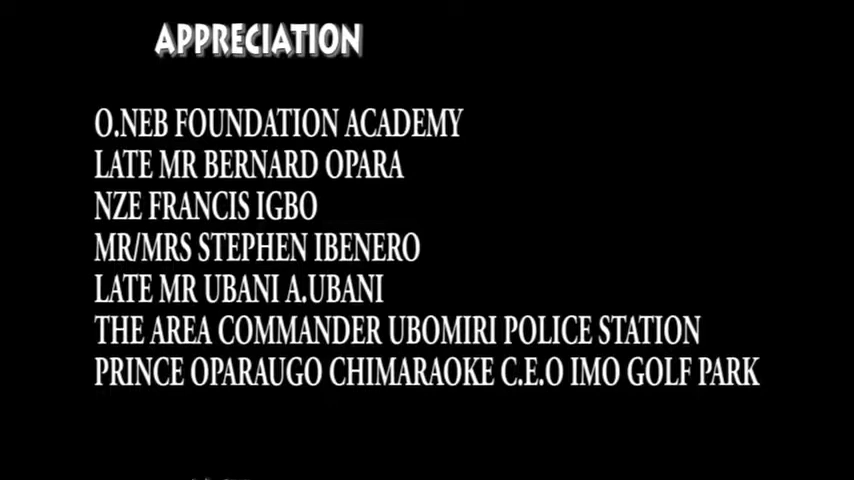 APPRECIATION
O.NEB FOUNDATION ACADEMY
LATE MR BERNARD OPARA
NZE FRANCIS IGBO
MR/MRS STEPHEN IBENERO
LATE MR UBANI A.UBANI
THE AREA COMMANDER UBOMIRI POLICE STATION
PRINCE OPARAUGO CHIMARAOKE C.E.O IMO GOLF PARK